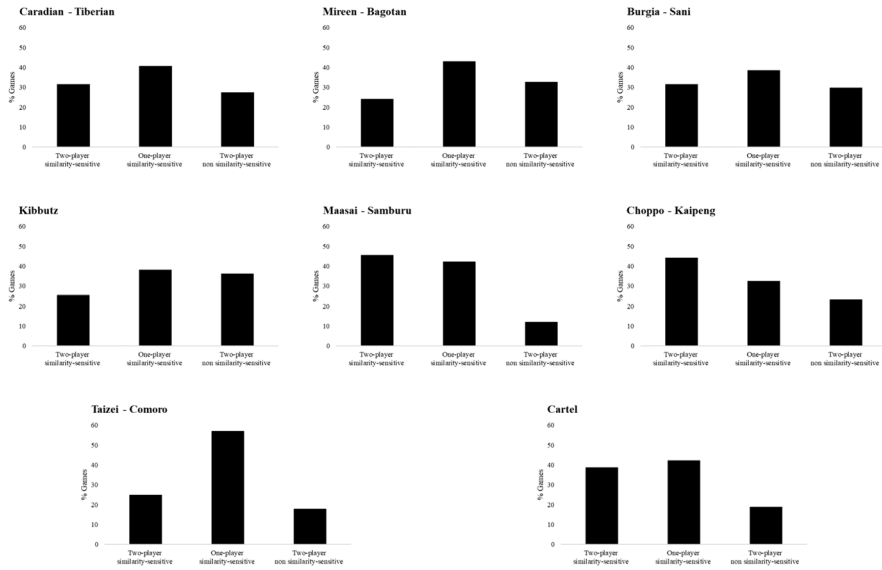 Caradian - Tiberian
% Games
60
50
40
30
20
10
0
Two-player
similarity-sensitive
One-player
similarity-sensitive
Two-player
non similarity-sensitive
Mireen - Bagotan
% Games
60
50
40
30
20
10
0
Two-player
similarity-sensitive
One-player
similarity-sensitive
Two-player
non similarity-sensitive
Burgia - Sani
% Games
60
50
40
30
20
10
0
Two-player
similarity-sensitive
One-player
similarity-sensitive
Two-player
non similarity-sensitive
Kibbutz
% Games
60
50
40
30
20
10
0
Two-player
similarity-sensitive
One-player
similarity-sensitive
Two-player
non similarity-sensitive
Maasai - Samburu
% Games
60
50
40
30
20
10
0
Two-player
similarity-sensitive
One-player
similarity-sensitive
Two-player
non similarity-sensitive
Choppo - Kaipeng
% Games
60
50
40
30
20
10
0
Two-player
similarity-sensitive
One-player
similarity-sensitive
Two-player
non similarity-sensitive
Taizei - Comoro
% Games
60
50
40
30
20
10
0
Two-player
similarity-sensitive
One-player
similarity-sensitive
Two-player
non similarity-sensitive
Cartel
% Games
60
50
40
30
20
10
0
Two-player
similarity-sensitive
One-player
similarity-sensitive
Two-player
non similarity-sensitive